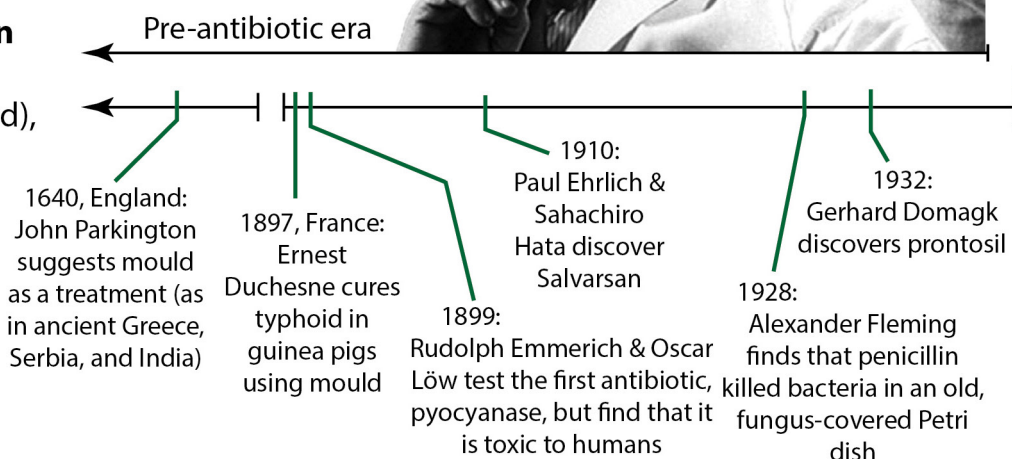 n
Pre-antibiotic era
d),
1640, England:
John Parkington
suggests mould
as a treatment (as
in ancient Greece,
Serbia, and India)
1897, France:
Ernest
Duchesne cures
typhoid in
guinea pigs
using mould
1899:
Rudolph Emmerich & Oscar
Löw test the first antibiotic,
pyocyanase, but find that it
is toxic to humans
1910:
Paul Ehrlich &
Sahachiro
Hata discover
Salvarsan
1928:
Alexander Fleming
finds that penicillin
killed bacteria in an old,
fungus-covered Petri
dish
1932:
Gerhard Domagk
discovers prontosil